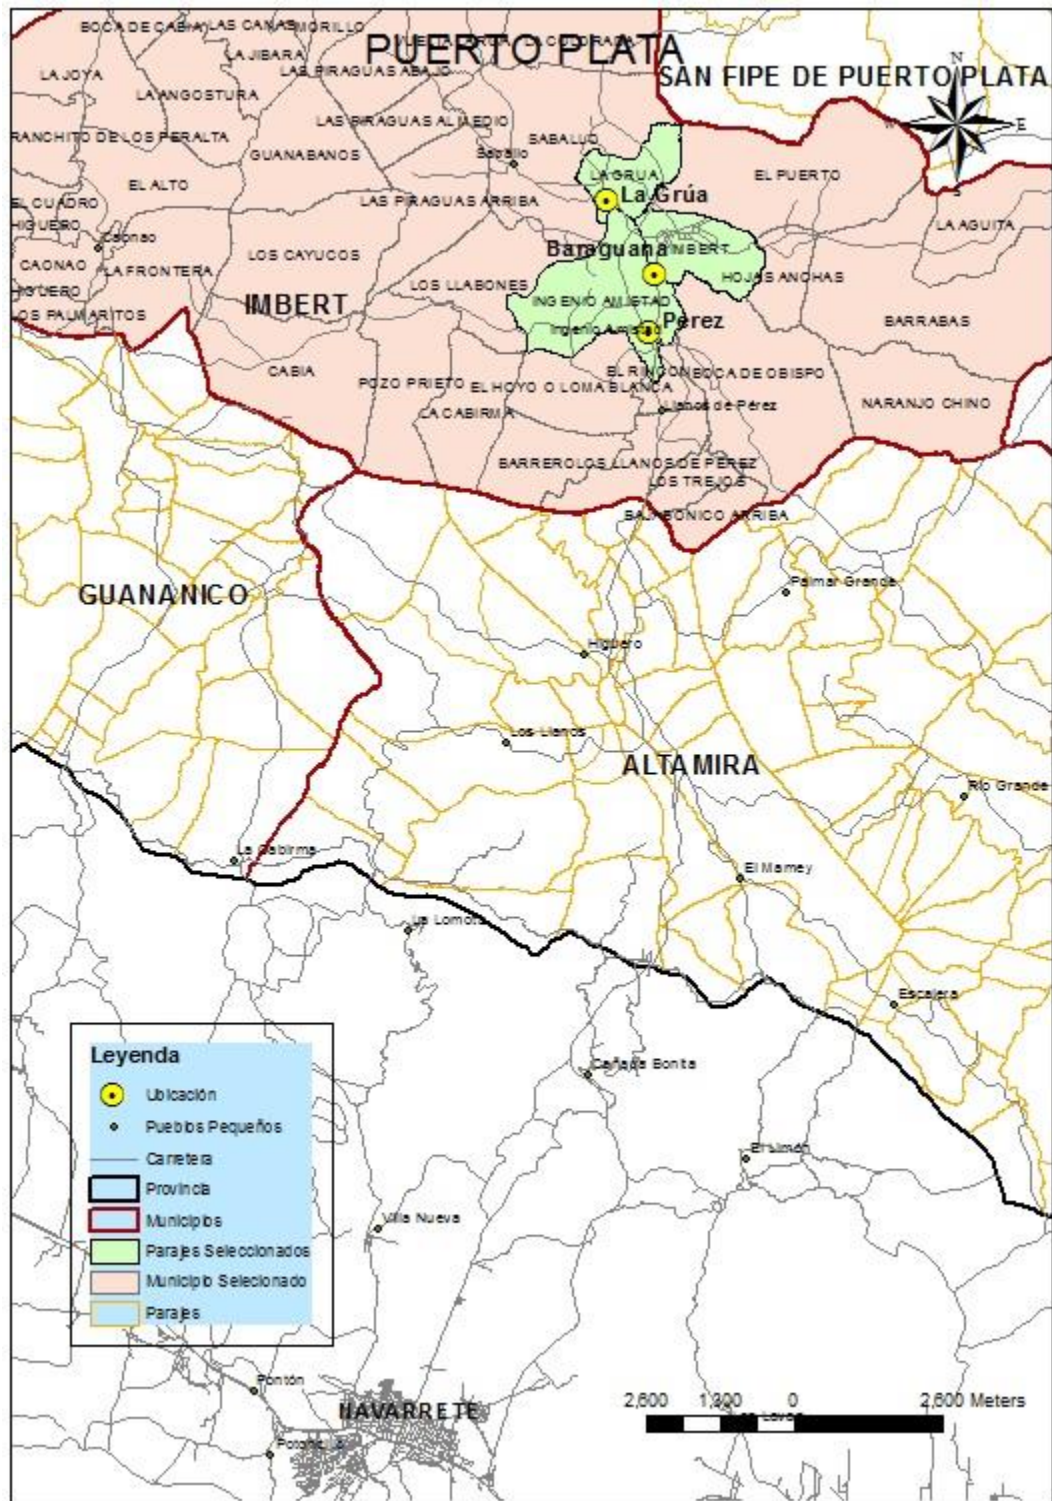 BOCA DE CABIA
LAS CANAS
MORILLO
PUERTO PLATA
LA JIBARA
LA JOYA
LAS PIRAGUAS ABAJO
SAN FIPE DE PUERTO PLATA
N
LA ANGOSTURA
LAS PIRAGUAS AL MEDIO
E
RANCHITO DE LOS PERALTA
SABALLO
GUANABANOS
Saballo
LA GRUA
EL PUERTO
EL ALTO
S
La Grúa
EL CUADRO
LAS PIRAGUAS ARRIBA
HIGUERO
LA AGUITA
Caonao
Baraguana
IMBERT
LOS CAYUCOS
CAONAO
LA FRONTERA
HOJAS ANCHAS
LOS LLABONES
HIGUERO
INGENIO AMISTAD
IMBERT
LOS PALMARITOS
Perez
BARRABAS
Ingenio Amistad
CABIA
EL RINCON
BOCA DE OBISPO
POZO PRIETO
EL HOYO O LOMA BLANCA
NARANJO CHINO
LA CABIRMA
Llanos de Pérez
BARRERO
LOS LLANOS DE PEREZ
LOS TREJOS
BAJABONICO ARRIBA
Palmar Grande
GUANANICO
Higuero
Los Llanos
ALTAMIRA
Río Grande
La Cabirma
El Mamey
La Lomota
Escalera
Leyenda
Cañada Bonita
Ubicación
Pueblos Pequeños
Carretera
El Limón
Provincia
Municipios
Villa Nueva
Parajes Seleccionados
Municipio Selecionado
Parajes
Pontón
2,600 1,300 0 2,600 Meters
NAVARRETE